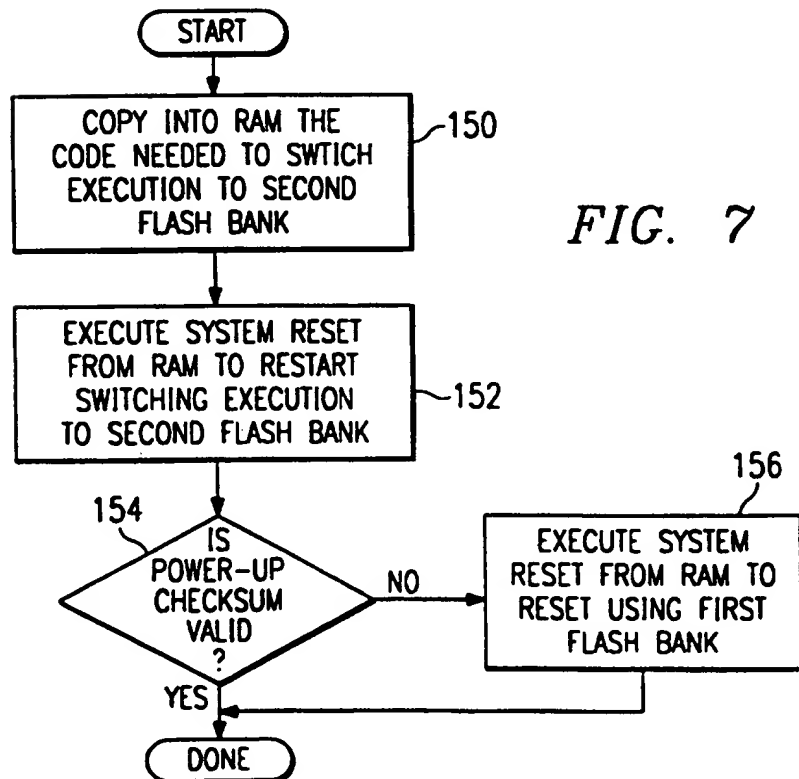 START
COPY INTO RAM THE
CODE NEEDED TO SWTICH
EXECUTION TO SECOND
FLASH BANK
150
FIG. 7
EXECUTE SYSTEM RESET
FROM RAM TO RESTART
SWITCHING EXECUTION
TO SECOND FLASH BANK
152
154
IS
POWER-UP
CHECKSUM
VALID
?
NO
YES
156
EXECUTE SYSTEM
RESET FROM RAM TO
RESET USING FIRST
FLASH BANK
DONE